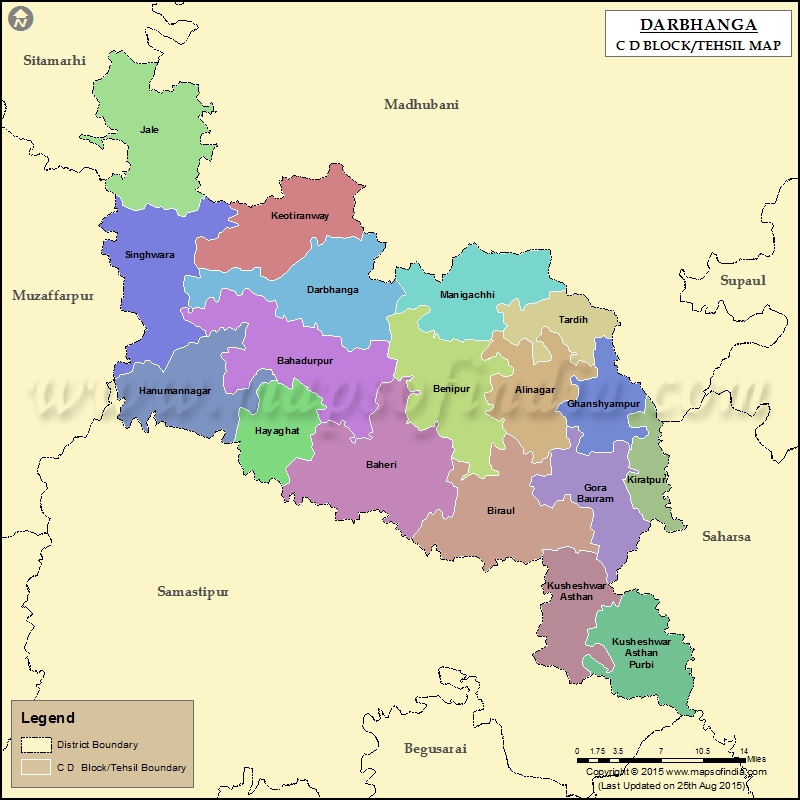 N
DARBHANGA
C D BLOCK/TEHSIL MAP
Sitamarhi
Madhubani
Jale
Keotiranway
Singhwara
Supaul
Muzaffarpur
Darbhanga
Manigachhi
Tardih
Bahadurpur
Hanumannagar
Benipur
Alinagar
Ghanshyampur
www.mapsofindia.com
Hayaghat
Baheri
Kiratpur
Gora
Bauram
Biraul
Saharsa
Samastipur
Kusheshwar
Asthan
Kusheshwar
Asthan
Purbi
Begusarai
Legend
District Boundary
C D Block/Tehsil Boundary
0 1.75 3.5 7 10.5 14
Miles
Copyright © 2015 www.mapsofindia.com
(Last Updated on 25th Aug 2015)